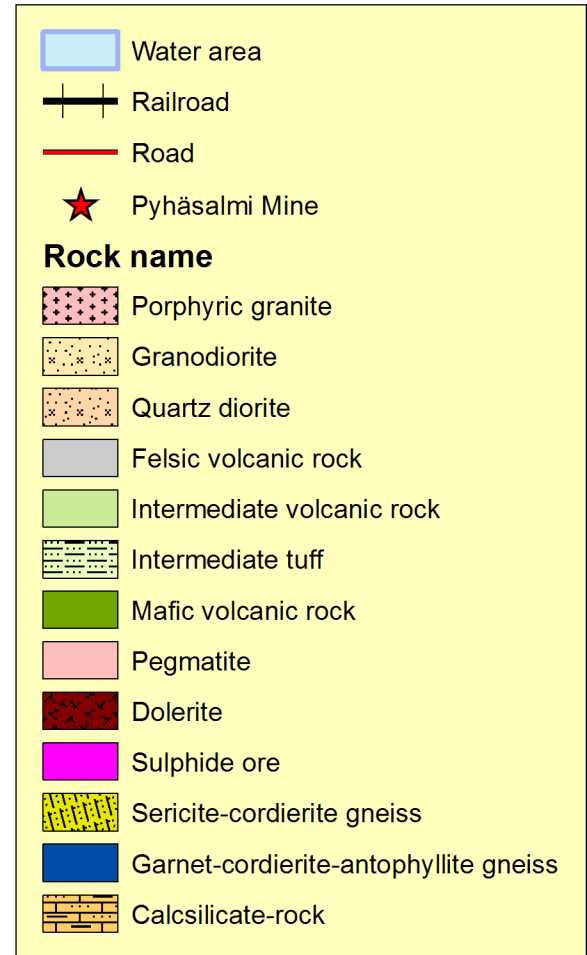 Water area
Railroad
Road
Pyhäsalmi Mine
Rock name
Porphyric granite
Granodiorite
Quartz diorite
Felsic volcanic rock
Intermediate volcanic rock
Intermediate tuff
Mafic volcanic rock
Pegmatite
Dolerite
Sulphide ore
Sericite-cordierite gneiss
Garnet-cordierite-antophyllite gneiss
Calcsilicate-rock